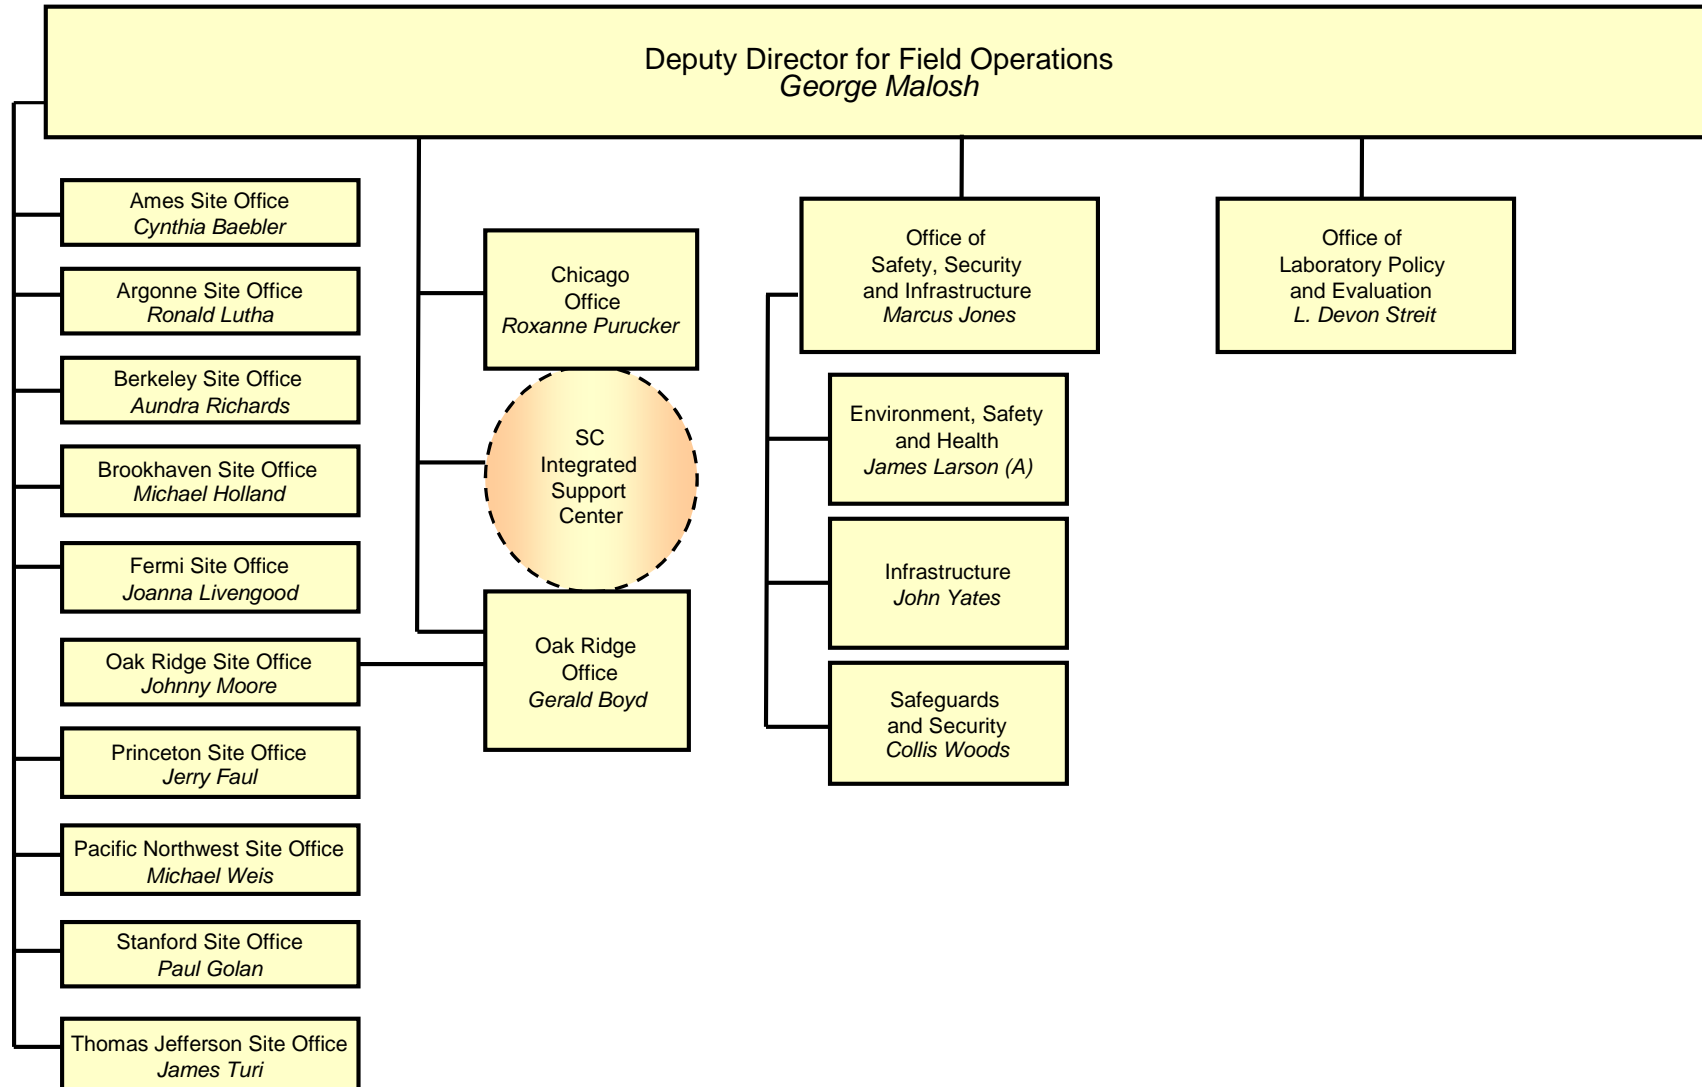 Deputy Director for Field Operations
George Malosh
Ames Site Office
Cynthia Baebler
Argonne Site Office
Ronald Lutha
Berkeley Site Office
Aundra Richards
Brookhaven Site Office
Michael Holland
Fermi Site Office
Joanna Livengood
Oak Ridge Site Office
Johnny Moore
Princeton Site Office
Jerry Faul
Pacific Northwest Site Office
Michael Weis
Stanford Site Office
Paul Golan
Thomas Jefferson Site Office
James Turi
Chicago
Office
Roxanne Purucker
SC
Integrated
Support
Center
Oak Ridge
Office
Gerald Boyd
Office of
Safety, Security
and Infrastructure
Marcus Jones
Environment, Safety
and Health
James Larson (A)
Infrastructure
John Yates
Safeguards
and Security
Collis Woods
Office of
Laboratory Policy
and Evaluation
L. Devon Streit